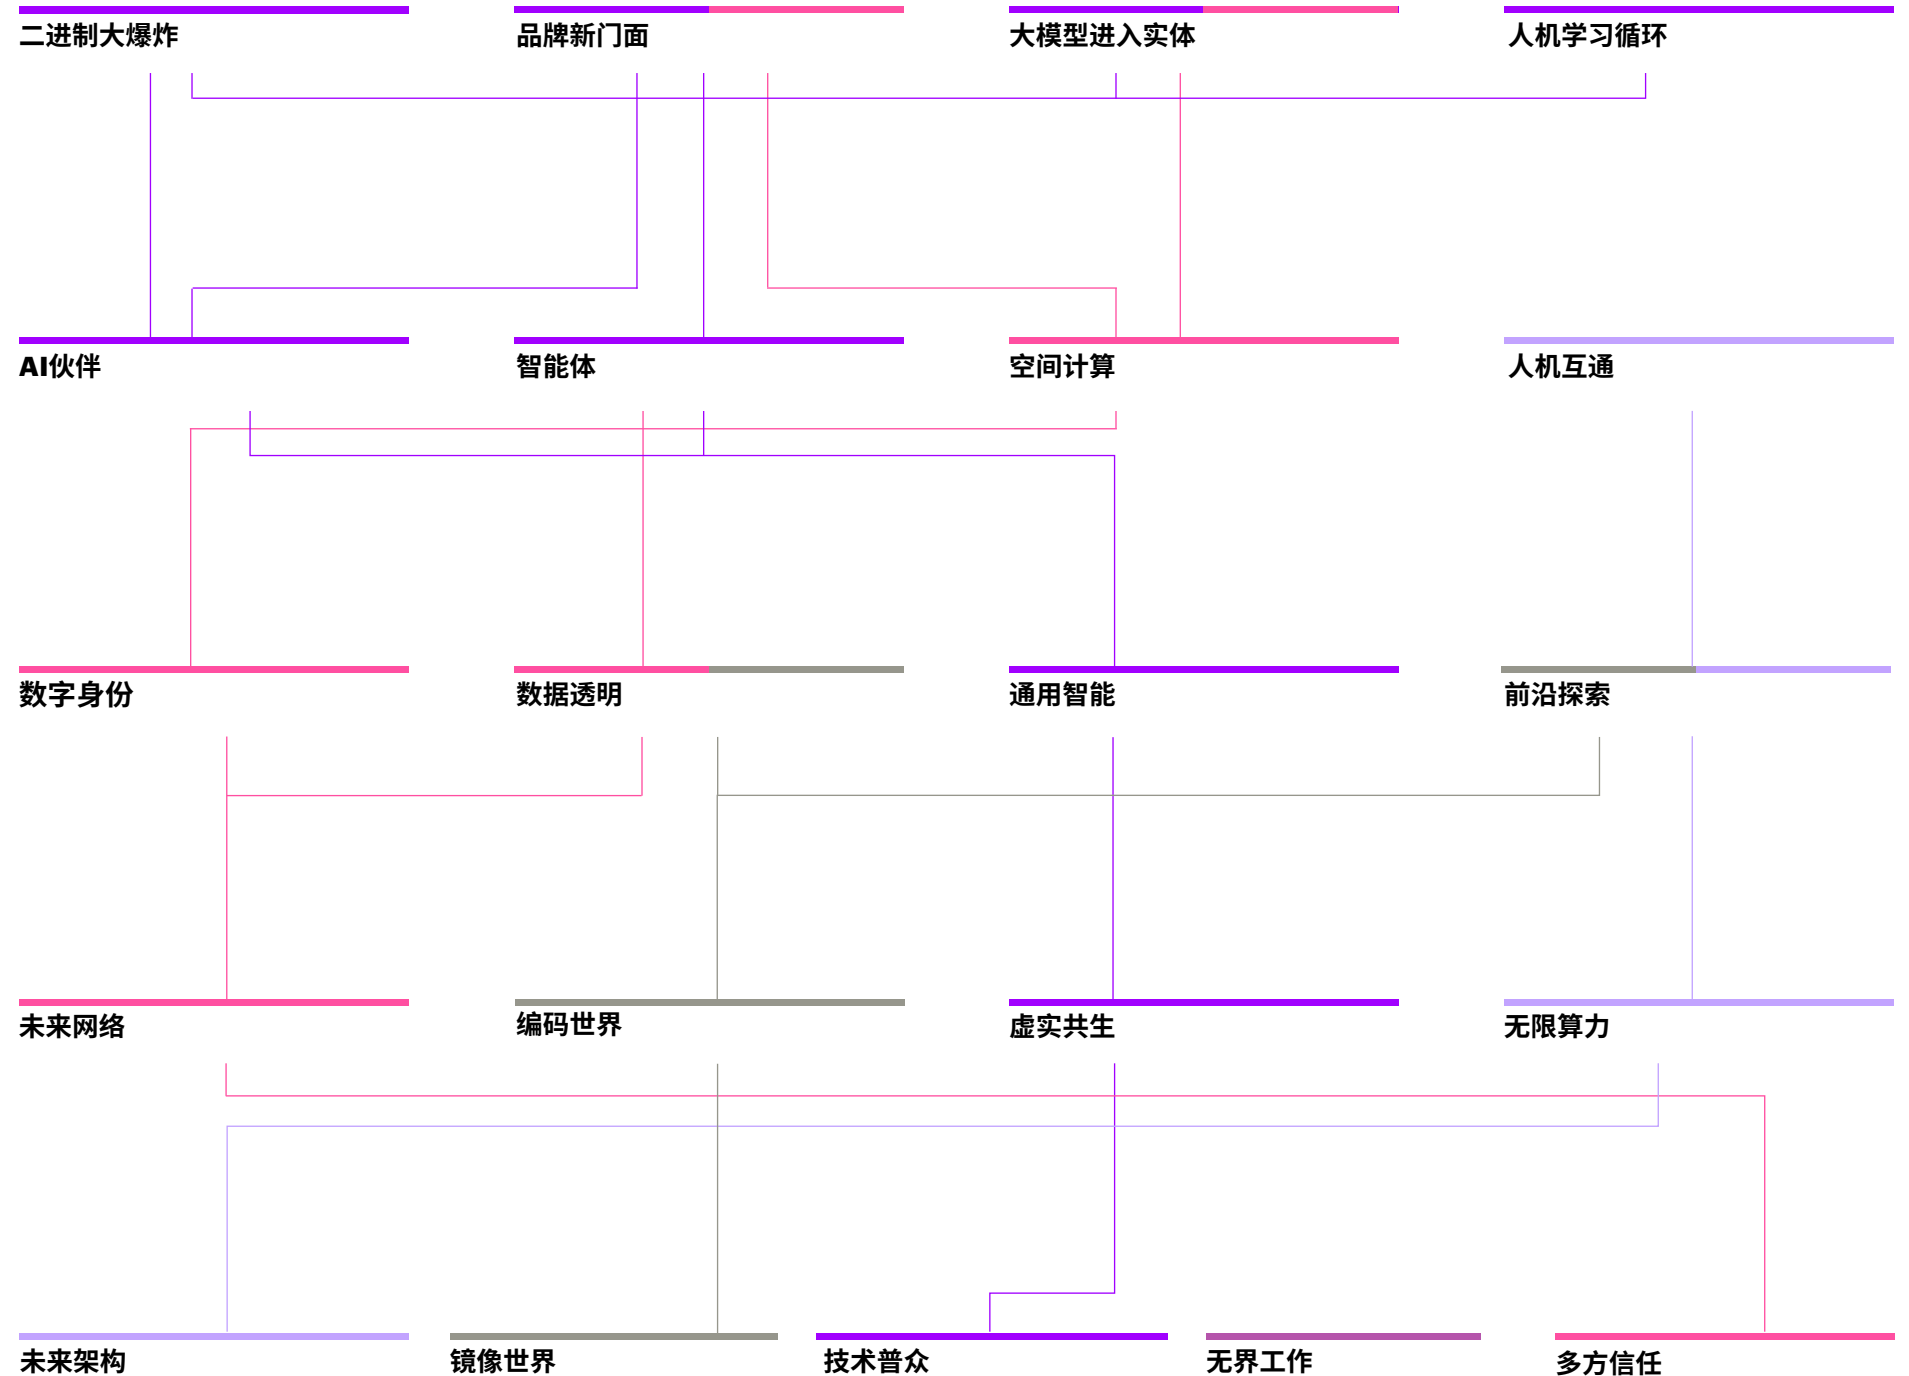 二进制大爆炸
品牌新门面
大模型进入实体
人机学习循环
AI伙伴
智能体
空间计算
人机互通
数字身份
数据透明
通用智能
前沿探索
未来网络
编码世界
虚实共生
无限算力
未来架构
镜像世界
技术普众
无界工作
多方信任